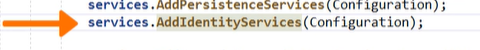 services.AddPersistenceServices(Configuration);
services.AddIdentityServices(Configuration);